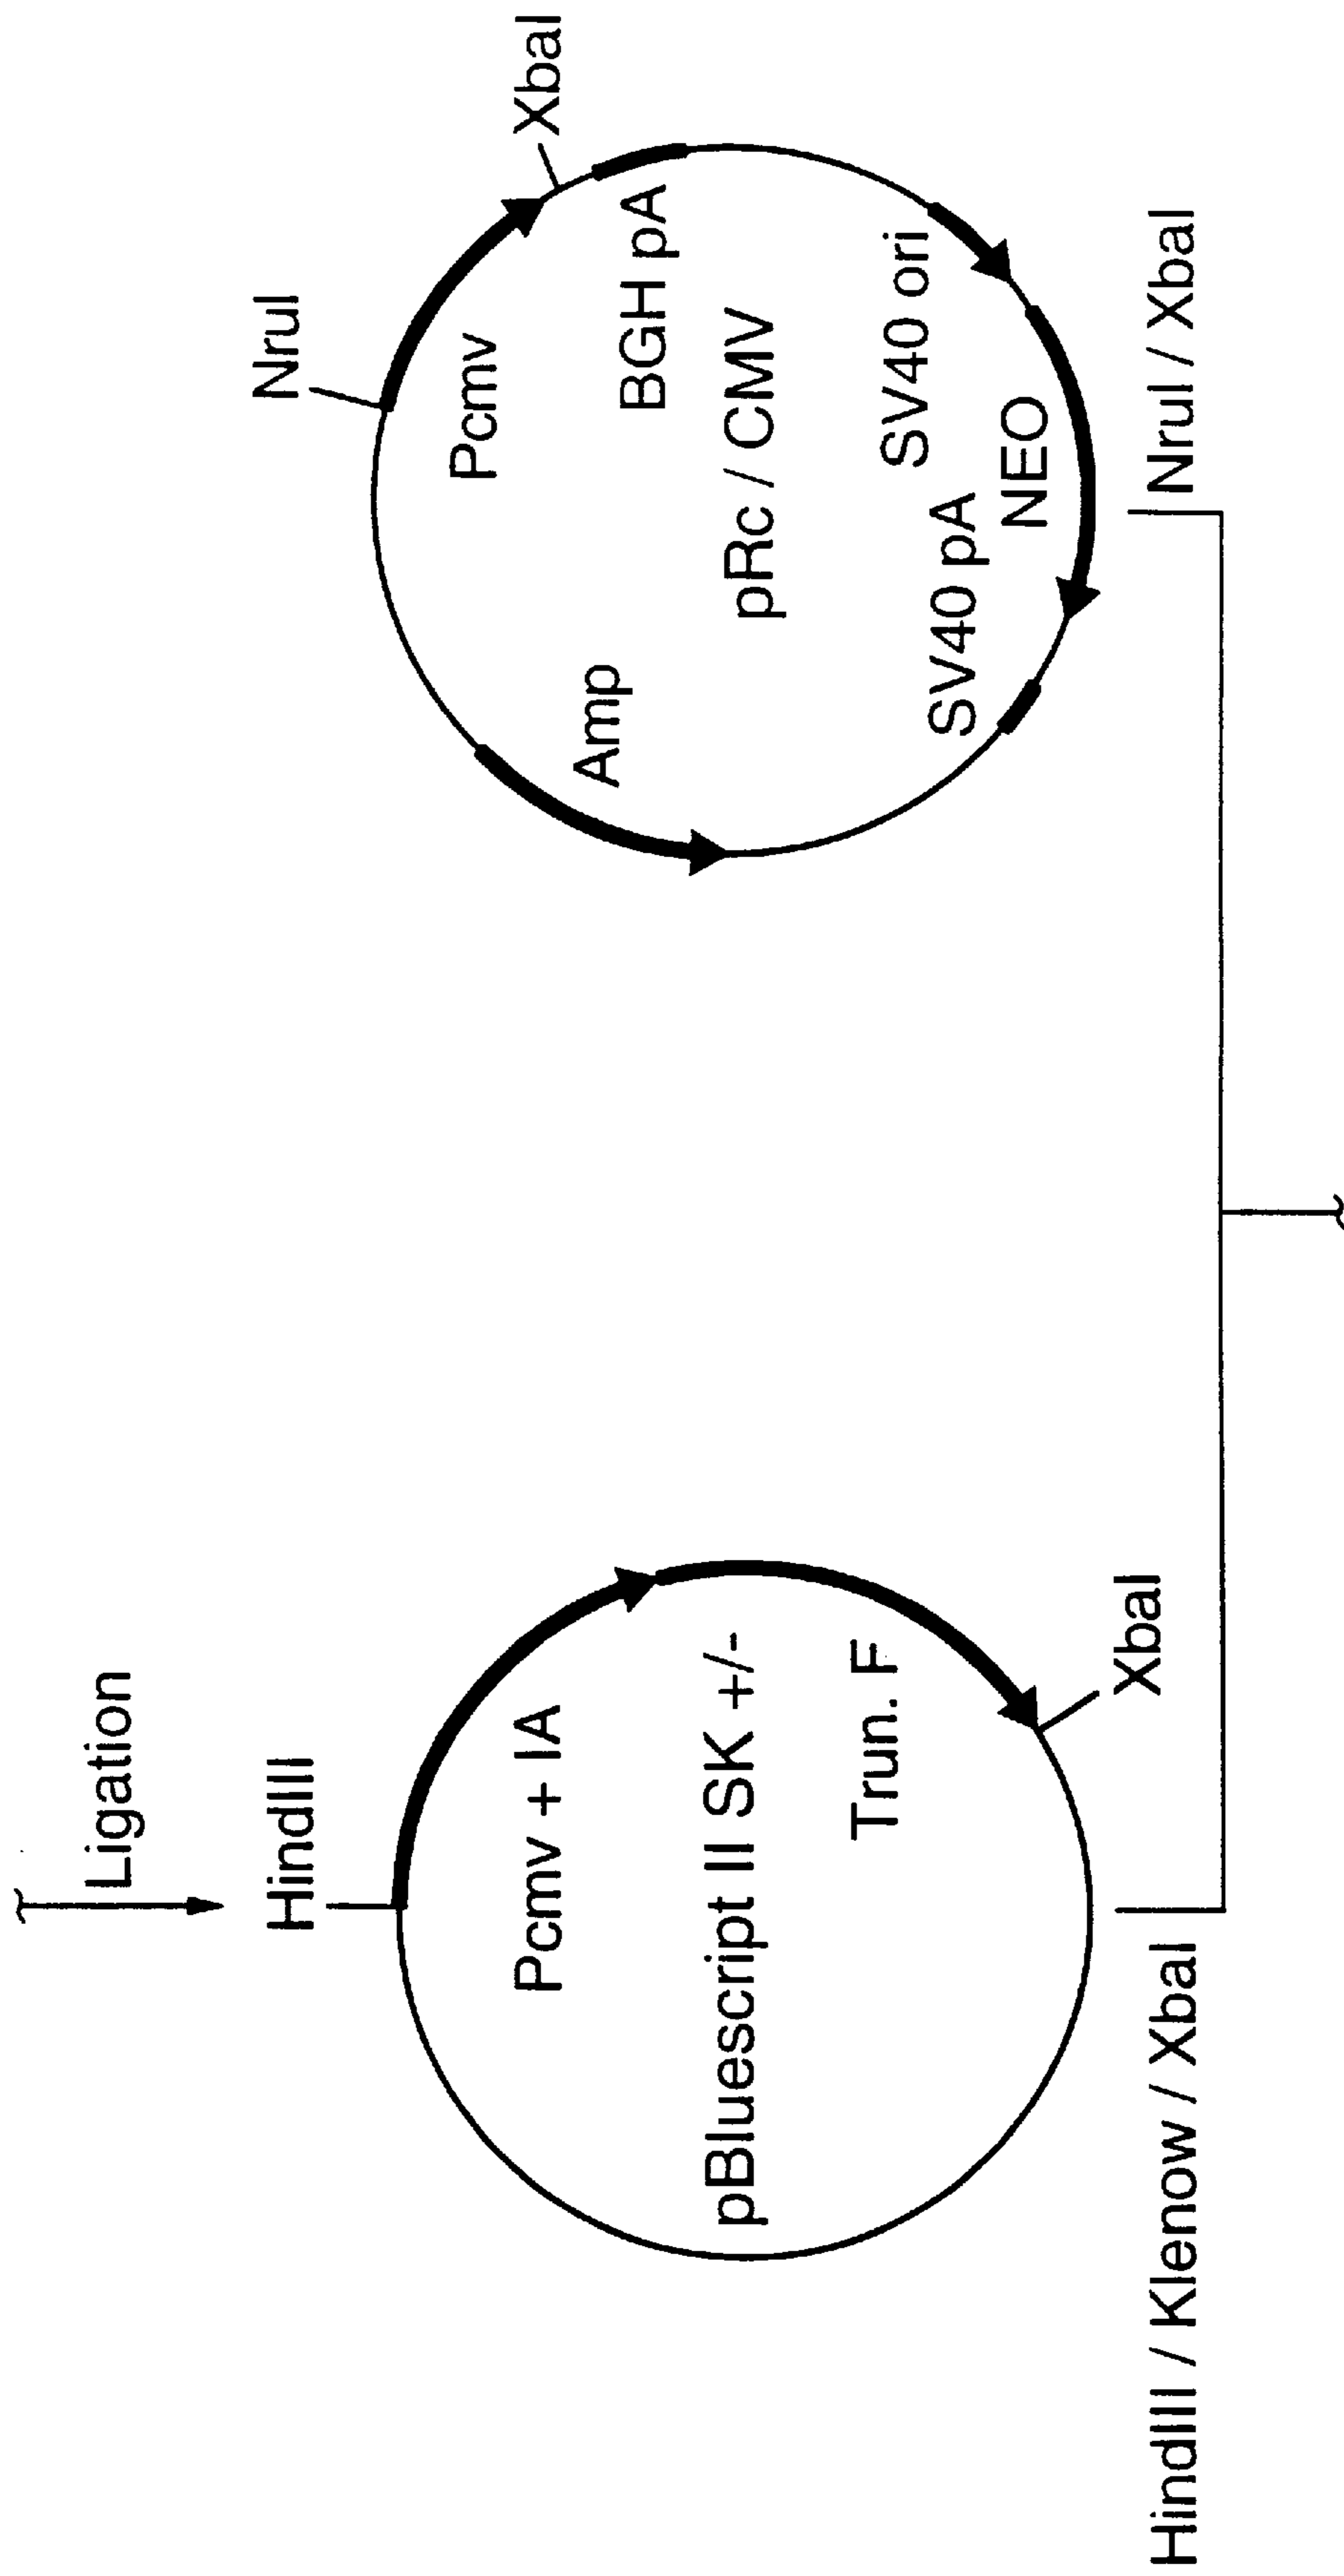 Ligation
HindIII
Pcmv + IA
pBluescript II SK +/-
Trun. F
XbaI
HindIII / Klenow / XbaI
NruI
XbaI
Pcmv
BGH pA
Amp
pRc / CMV
SV40 ori
SV40 pA
NEO
NruI / XbaI